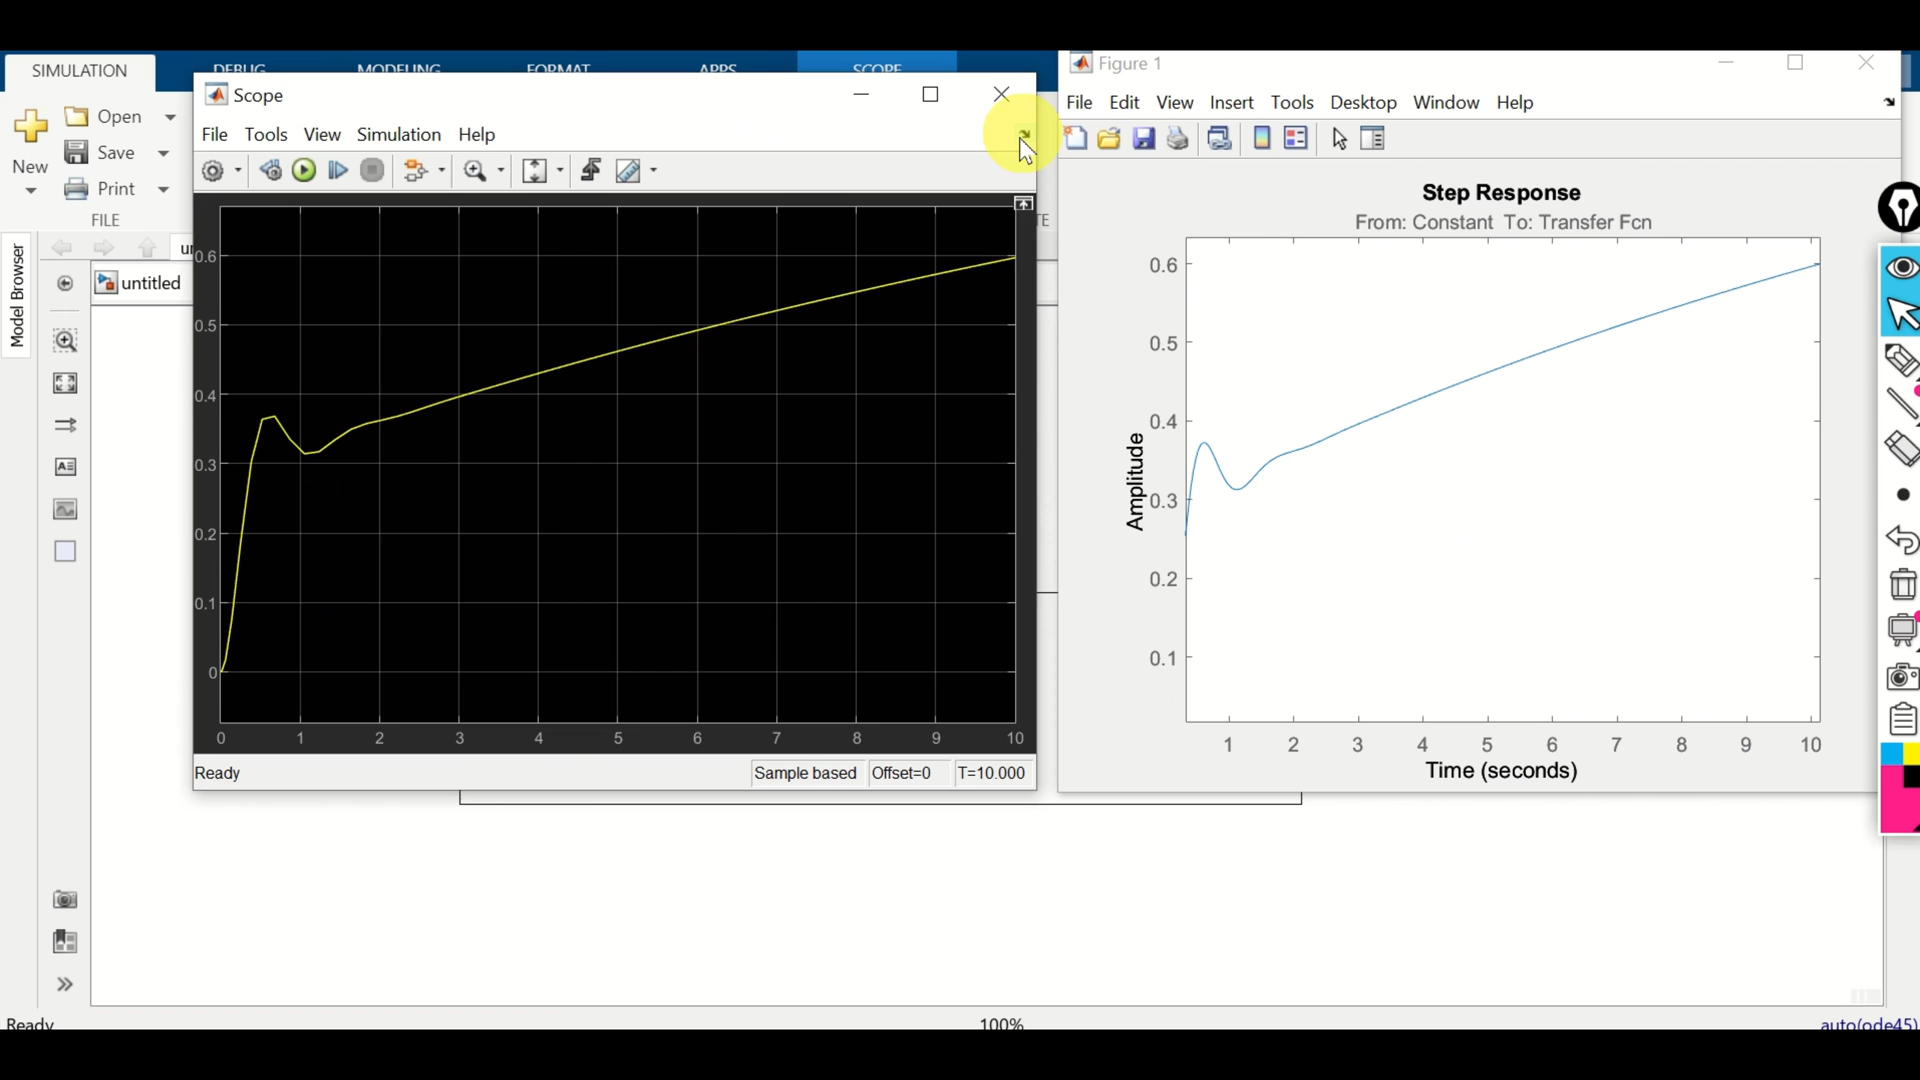 SIMULATION
DEBUG
MODELING
FORMAT
APPS
SCOPE
New
Open
Save
Print
FILE
Model Browser
untitled
Scope
File Tools View Simulation Help
0.6
0.5
0.4
0.3
0.2
0.1
0
0 1 2 3 4 5 6 7 8 9 10
Ready
Sample based
Offset=0
T=10.000
Figure 1
File Edit View Insert Tools Desktop Window Help
Step Response
From: Constant To: Transfer Fcn
Amplitude
0.6
0.5
0.4
0.3
0.2
0.1
1 2 3 4 5 6 7 8 9 10
Time (seconds)
Ready
100%
auto(ode45)